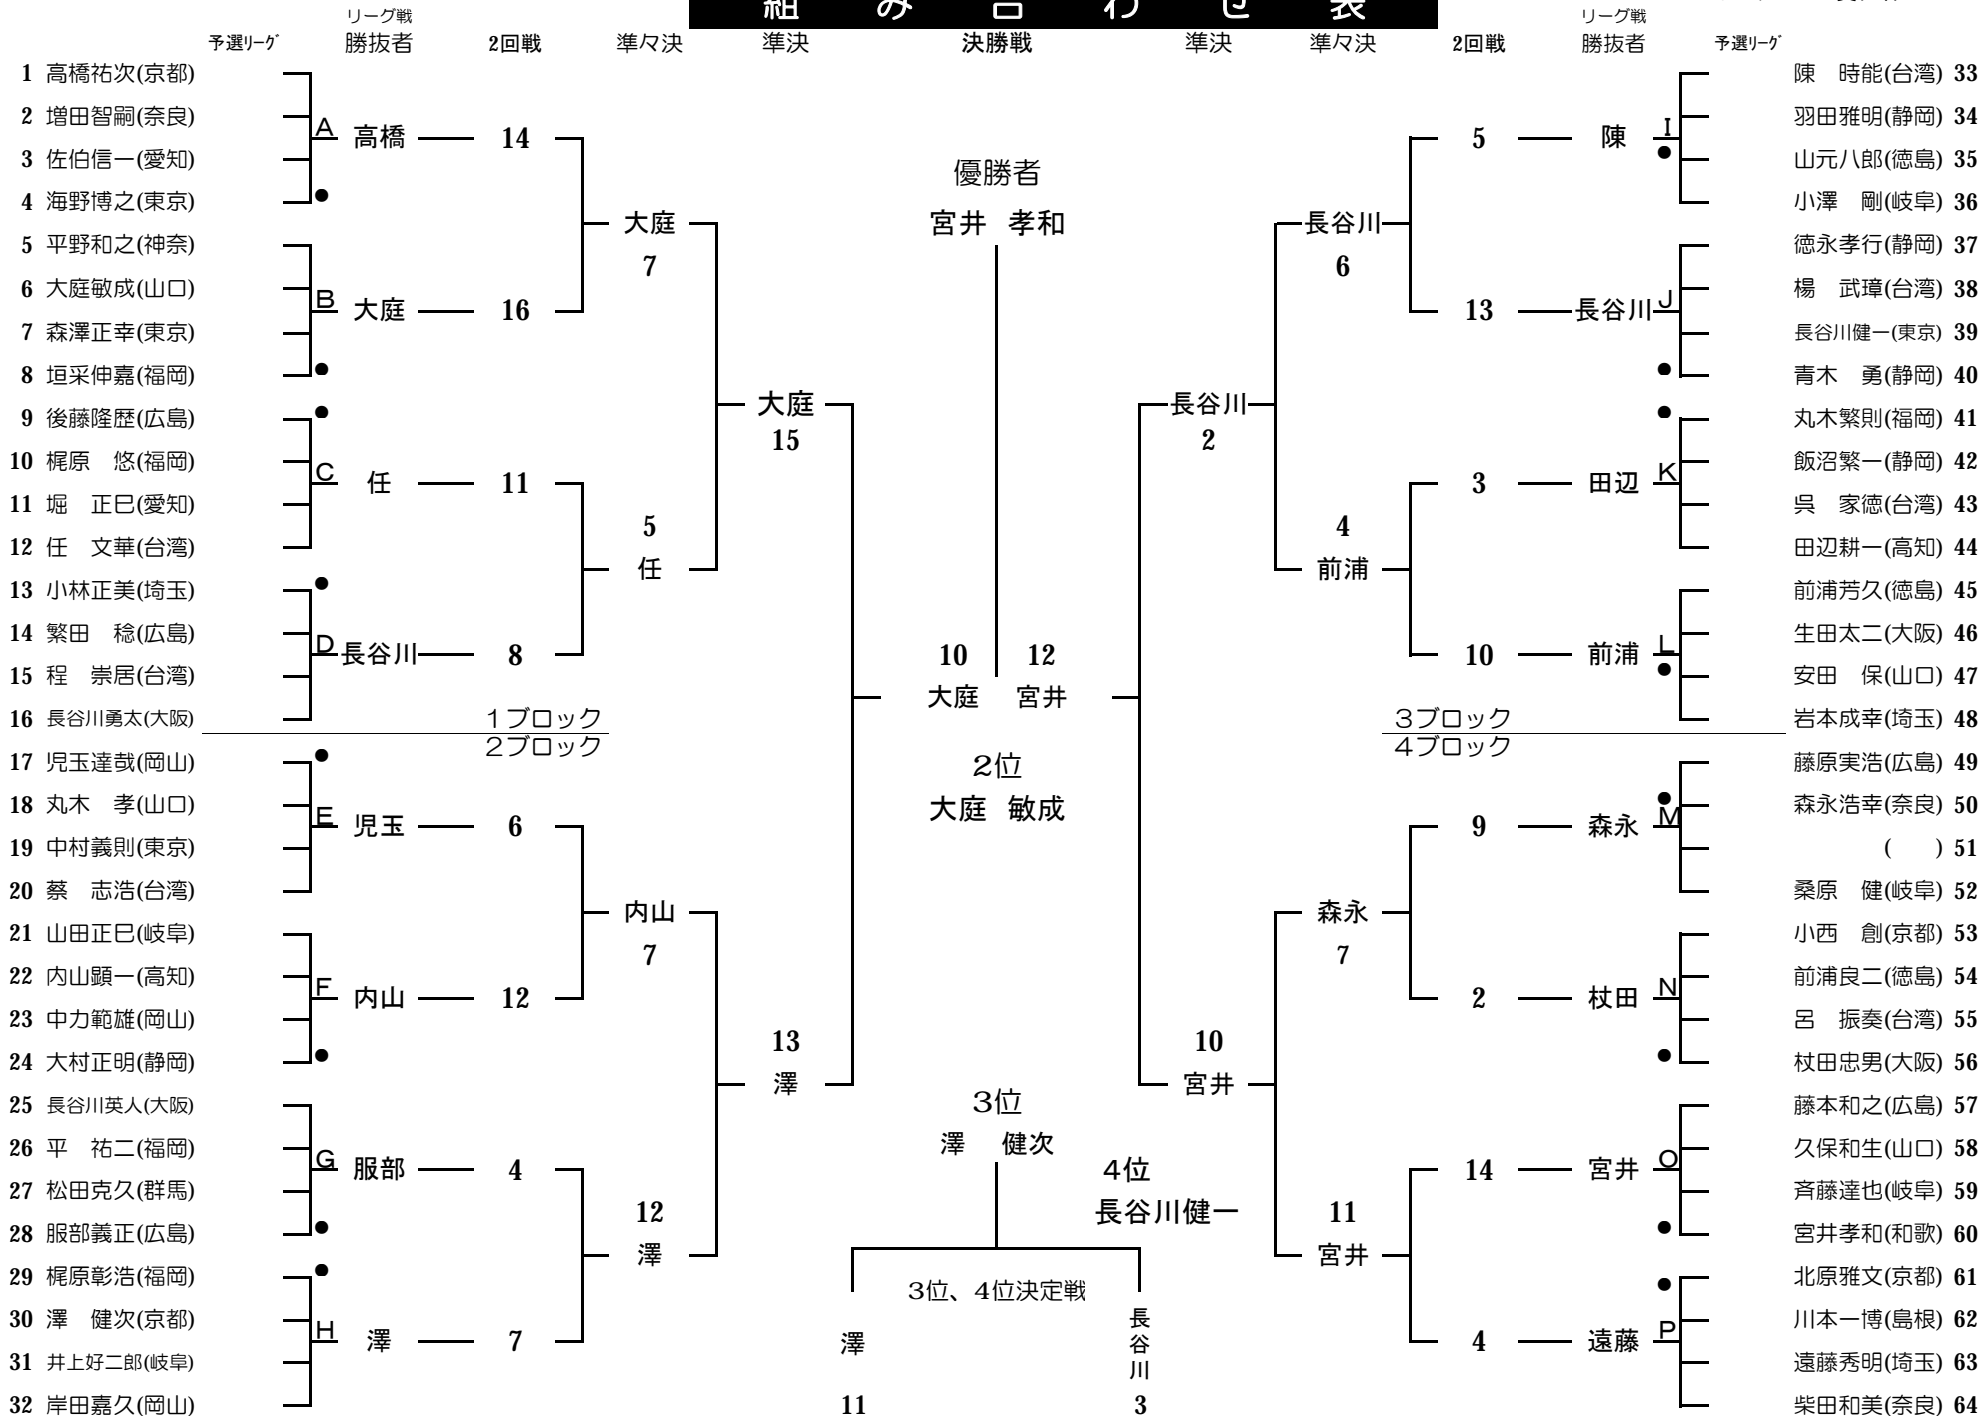 組み合わせ表
リーグ戦 リーグ戦
予選リーグ 勝抜者 2回戦 準々決 準決 決勝戦 準決 準々決 2回戦 勝抜者 予選リーグ
1 高橋祐次(京都) 陳 時能(台湾) 33
2 増田智嗣(奈良) 羽田雅明(静岡) 34
A 高橋 14 5 陳 I
3 佐伯信一(愛知) 山元八郎(徳島) 35
優勝者
4 海野博之(東京) 小澤 剛(岐阜) 36
大庭 宮井 孝和 長谷川
5 平野和之(神奈) 徳永孝行(静岡) 37
7 6
6 大庭敏成(山口) 楊 武璋(台湾) 38
B 大庭 16 13 長谷川 J
7 森澤正幸(東京) 長谷川健一(東京) 39
8 垣采伸嘉(福岡) 青木 勇(静岡) 40
大庭 長谷川
9 後藤隆歴(広島) 丸木繁則(福岡) 41
15 2
10 梶原 悠(福岡) 飯沼繁一(静岡) 42
C 任 11 3 田辺 K
11 堀 正巳(愛知) 呉 家徳(台湾) 43
5 4
12 任 文華(台湾) 田辺耕一(高知) 44
任 前浦
13 小林正美(埼玉) 前浦芳久(徳島) 45
14 繁田 稔(広島) 生田太二(大阪) 46
D 長谷川 8 10 12 10 前浦 L
15 程 崇居(台湾) 安田 保(山口) 47
大庭 宮井
16 長谷川勇太(大阪) 1ブロック 3ブロック 岩本成幸(埼玉) 48
2ブロック 4ブロック
17 児玉達哉(岡山) 2位 藤原実浩(広島) 49
18 丸木 孝(山口) 大庭 敏成 森永浩幸(奈良) 50
E 児玉 6 9 森永 M
19 中村義則(東京) ( ) 51
20 蔡 志浩(台湾) 桑原 健(岐阜) 52
内山 森永
21 山田正巳(岐阜) 小西 創(京都) 53
7 7
22 内山顕一(高知) 前浦良二(徳島) 54
F 内山 12 2 杖田 N
23 中力範雄(岡山) 呂 振奏(台湾) 55
13 10
24 大村正明(静岡) 杖田忠男(大阪) 56
澤 宮井
25 長谷川英人(大阪) 3位 藤本和之(広島) 57
26 平 祐二(福岡) 澤 健次 久保和生(山口) 58
G 服部 4 4位 14 宮井 O
27 松田克久(群馬) 斉藤達也(岐阜) 59
12 長谷川健一 11
28 服部義正(広島) 宮井孝和(和歌) 60
澤 宮井
29 梶原彰浩(福岡) 3位、4位決定戦 北原雅文(京都) 61
30 澤 健次(京都) 川本一博(島根) 62
H 澤 7 澤 長谷川 4 遠藤 P
31 井上好二郎(岐阜) 遠藤秀明(埼玉) 63
32 岸田嘉久(岡山) 11 3 柴田和美(奈良) 64